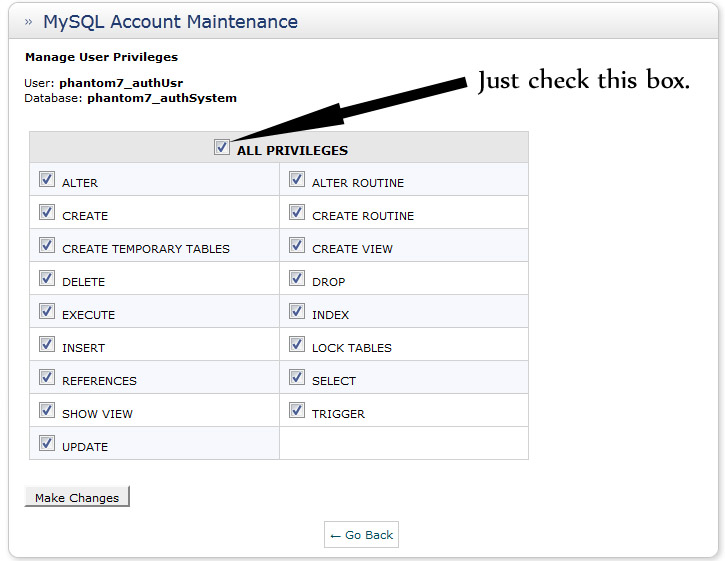 » MySQL Account Maintenance
Manage User Privileges
User: phantom7_authUsr
Database: phantom7_authSystem
Just check this box.
ALL PRIVILEGES
ALTER ALTER ROUTINE
CREATE CREATE ROUTINE
CREATE TEMPORARY TABLES CREATE VIEW
DELETE DROP
EXECUTE INDEX
INSERT LOCK TABLES
REFERENCES SELECT
SHOW VIEW TRIGGER
UPDATE
Make Changes
← Go Back